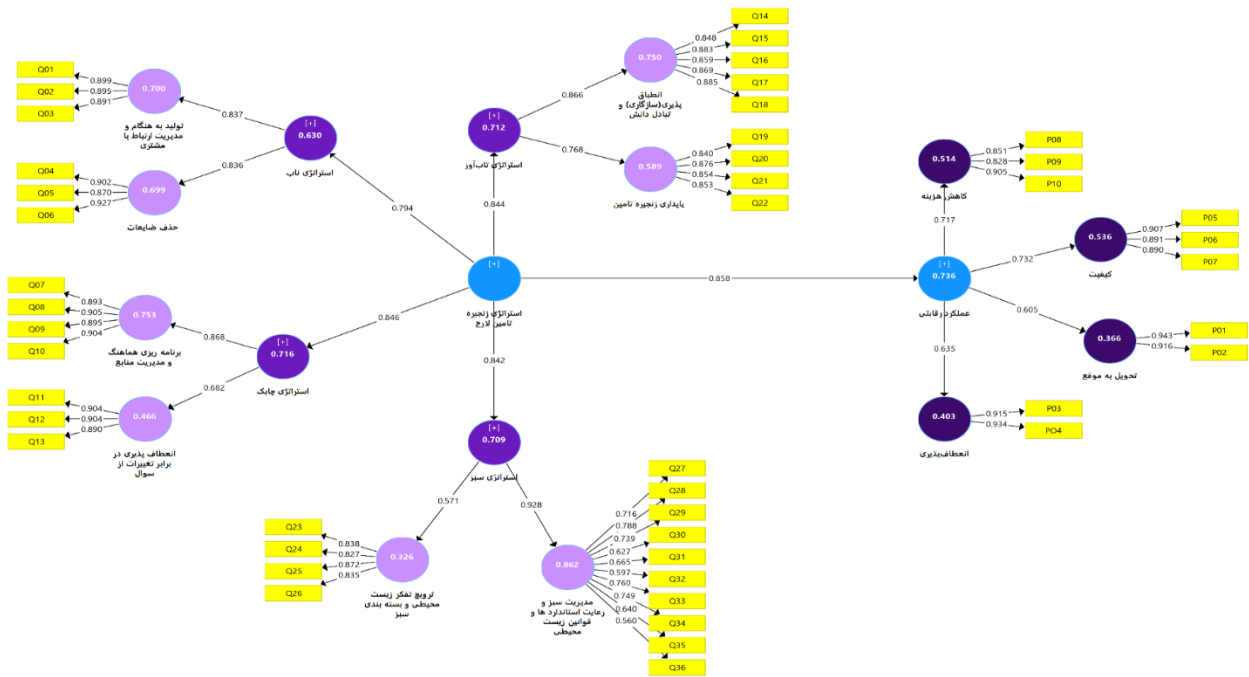 Q01
Q02
Q03
0.899
0.895
0.891
0.700
تولید به هنگام و
مدیریت ارتباط با
مشتری
0.837
Q04
Q05
Q06
0.902
0.870
0.927
0.699
حذف ضایعات
0.836
[+]
0.630
استراتژی ناب
0.794
Q07
Q08
Q09
Q10
0.893
0.905
0.895
0.904
0.753
برنامه ریزی هماهنگ
و مدیریت منابع
0.868
Q11
Q12
Q13
0.904
0.904
0.890
0.466
انعطاف پذیری در
برابر تغییرات از
سوال
0.682
[+]
0.716
استراتژی چابک
0.846
Q14
Q15
Q16
Q17
Q18
0.848
0.883
0.859
0.869
0.885
0.750
انطباق
پذیری(سازگاری) و
تبادل دانش
0.866
Q19
Q20
Q21
Q22
0.840
0.876
0.854
0.853
0.589
پایداری زنجیره تامین
0.768
[+]
0.712
استراتژی تاب‌آور
0.844
[+]
استراتژی زنجیره
تامین لارج
0.842
[+]
0.709
استراتژی سبز
0.571
0.928
Q23
Q24
Q25
Q26
0.838
0.827
0.872
0.835
0.326
ترویج تفکر زیست
محیطی و بسته بندی
سبز
0.862
مدیریت سبز و
رعایت استاندارد ها و
قوانین زیست
محیطی
0.716
0.788
0.739
0.627
0.665
0.597
0.760
0.749
0.640
0.560
Q27
Q28
Q29
Q30
Q31
Q32
Q33
Q34
Q35
Q36
0.858
[+]
0.736
عملکرد رقابتی
0.717
0.514
کاهش هزینه
0.851
0.828
0.905
P08
P09
P10
0.732
0.536
کیفیت
0.907
0.891
0.890
P05
P06
P07
0.605
0.366
تحویل به موقع
0.943
0.916
P01
P02
0.635
0.403
انعطاف‌پذیری
0.915
0.934
P03
PO4